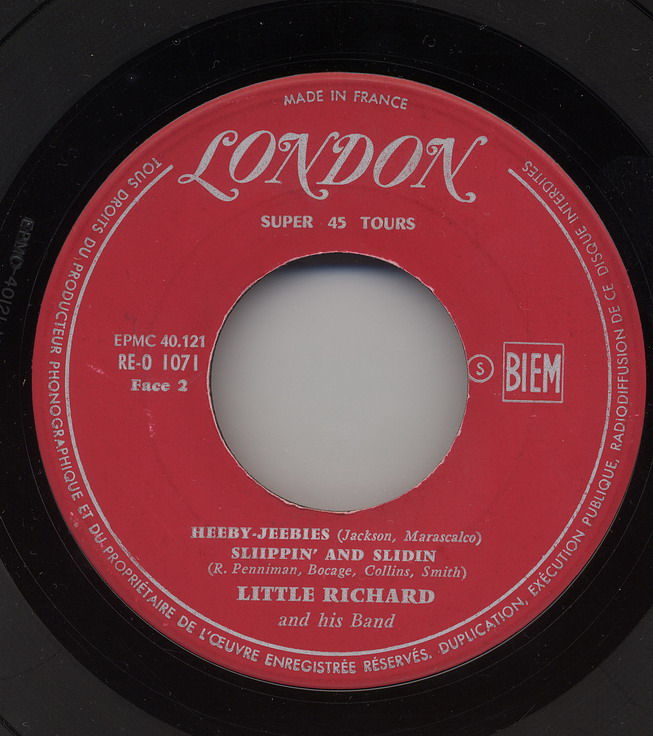 MADE IN FRANCE
LONDON
SUPER 45 TOURS
EPMC 40.121
RE-O 1071
Face 2
S
BIEM
HEEBY-JEEBIES (Jackson, Marascalco)
SLIIPPIN' AND SLIDIN
(R. Penniman, Bocage, Collins, Smith)
LITTLE RICHARD
and his Band
TOUS DROITS DU PRODUCTEUR PHONOGRAPHIQUE ET DU PROPRIÉTAIRE DE L'ŒUVRE ENREGISTRÉE RÉSERVÉS. DUPLICATION, EXÉCUTION PUBLIQUE, RADIODIFFUSION DE CE DISQUE INTERDITES